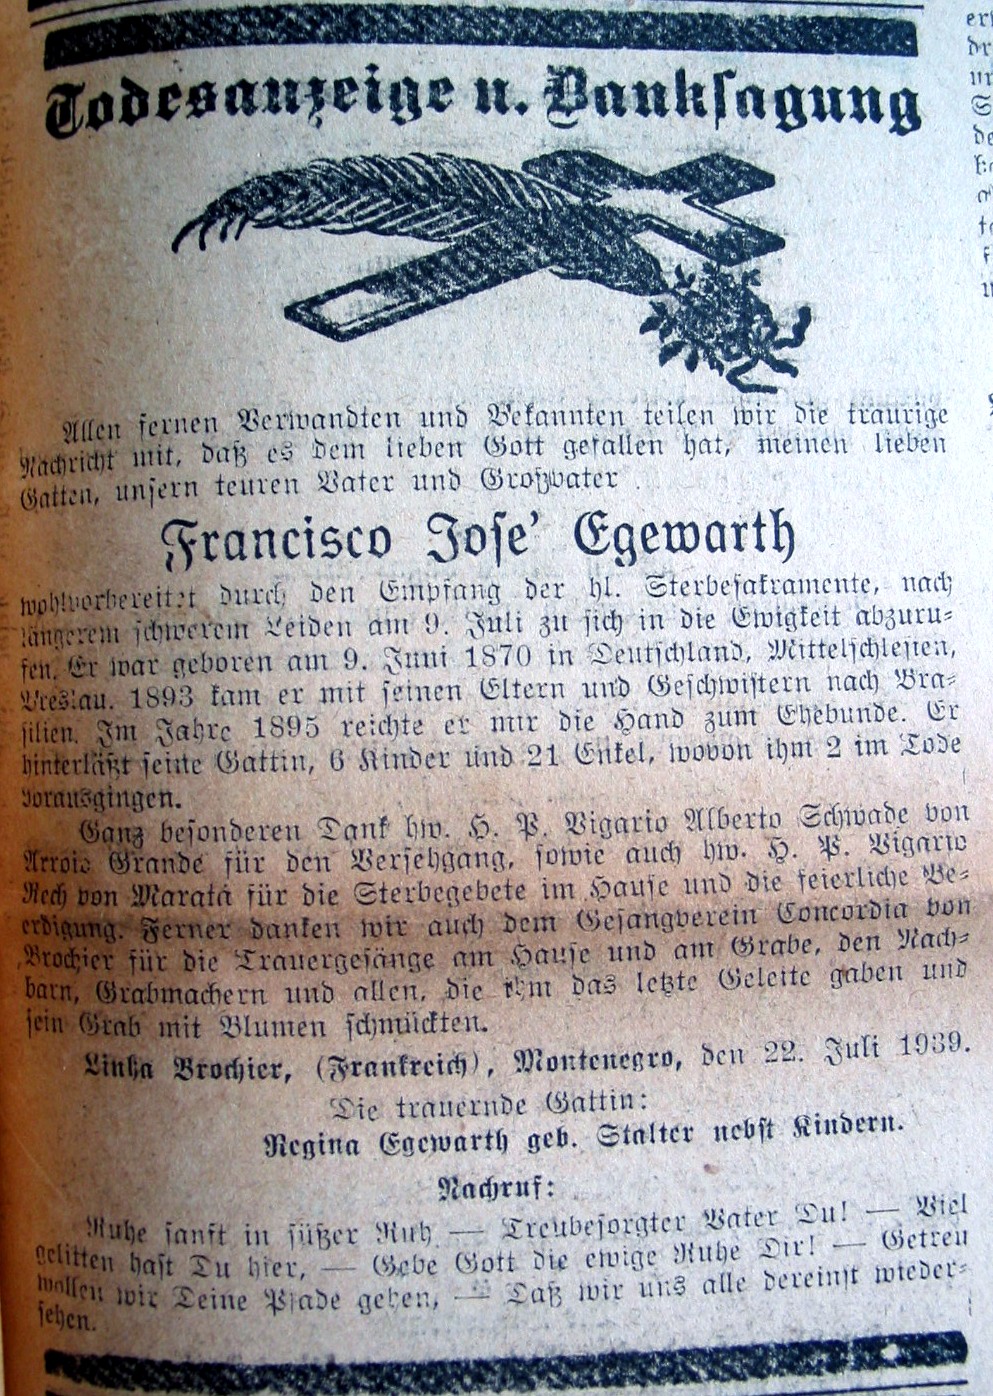 Todesanzeige u. Danksagung
Allen fernen Verwandten und Bekannten teilen wir die traurige
Nachricht mit, daß es dem lieben Gott gefallen hat, meinen lieben
Gatten, unsern teuren Vater und Großvater
Francisco Jose' Egewarth
wohlvorbereitet durch den Empfang der hl. Sterbesakramente, nach
längerem schwerem Leiden am 9. Juli zu sich in die Ewigkeit abzuru-
fen. Er war geboren am 9. Juni 1870 in Deutschland, Mittelschlesien,
Breslau. 1893 kam er mit seinen Eltern und Geschwistern nach Bra-
silien. Im Jahre 1895 reichte er mir die Hand zum Ehebunde. Er
hinterläßt seine Gattin, 6 Kinder und 21 Enkel, wovon ihm 2 im Tode
vorausgingen.
Ganz besonderen Dank hw. H. P. Vigario Alberto Schwade von
Arroio Grande für den Versehgang, sowie auch hw. H. P. Vigario
Rech von Maratá für die Sterbegebete im Hause und die feierliche Be-
erdigung. Ferner danken wir auch dem Gesangverein Concordia von
Brochier für die Trauergesänge am Hause und am Grabe, den Nach-
barn, Grabmachern und allen, die ihm das letzte Geleite gaben und
sein Grab mit Blumen schmückten.
Linha Brochier, (Frankreich), Montenegro, den 22. Juli 1939.
Die trauernde Gattin:
Regina Egewarth geb. Stalter nebst Kindern.
Nachruf:
Ruhe sanft in süßer Ruh — Treubesorgter Vater Du! — Viel
gelitten hast Du hier, — Gebe Gott die ewige Ruhe Dir! — Getreu
wollen wir Deine Pfade gehen, — Daß wir uns alle dereinst wieder-
sehen.